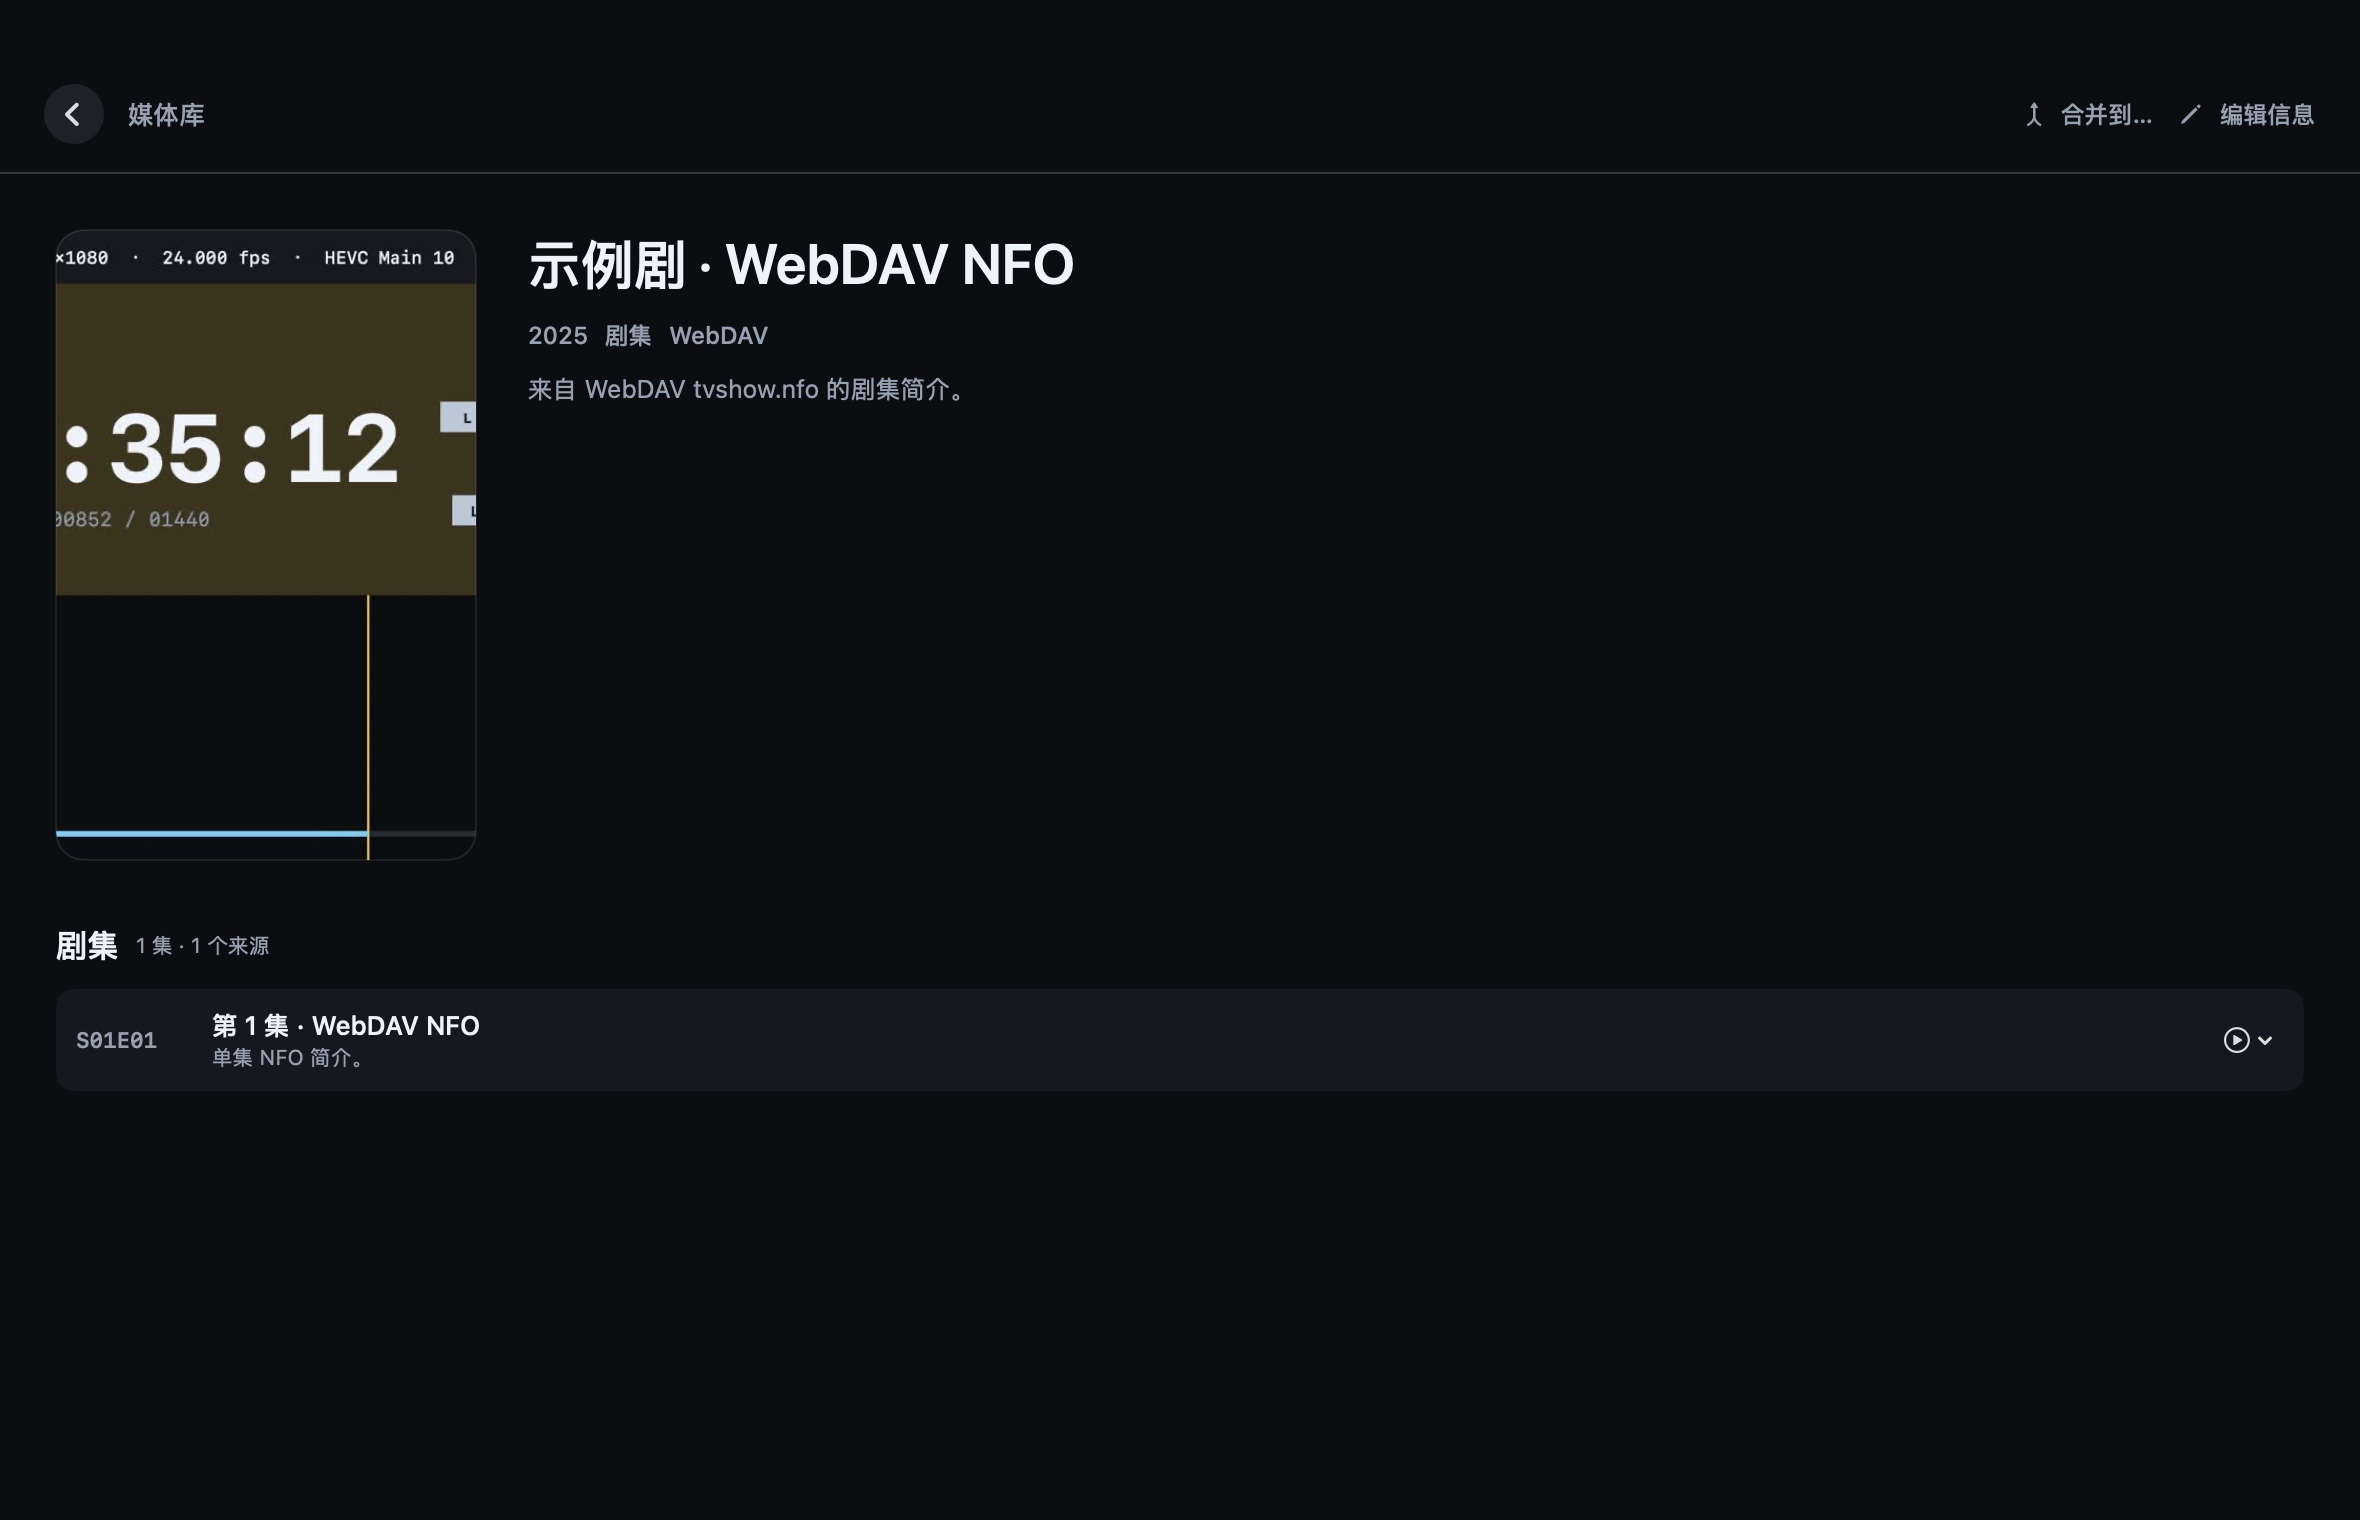 媒体库
合并到...
编辑信息
×1080 · 24.000 fps · HEVC Main 10
:35:12
L
L
00852 / 01440
示例剧 · WebDAV NFO
2025 剧集 WebDAV
来自 WebDAV tvshow.nfo 的剧集简介。
剧集 1 集 · 1 个来源
S01E01
第 1 集 · WebDAV NFO
单集 NFO 简介。